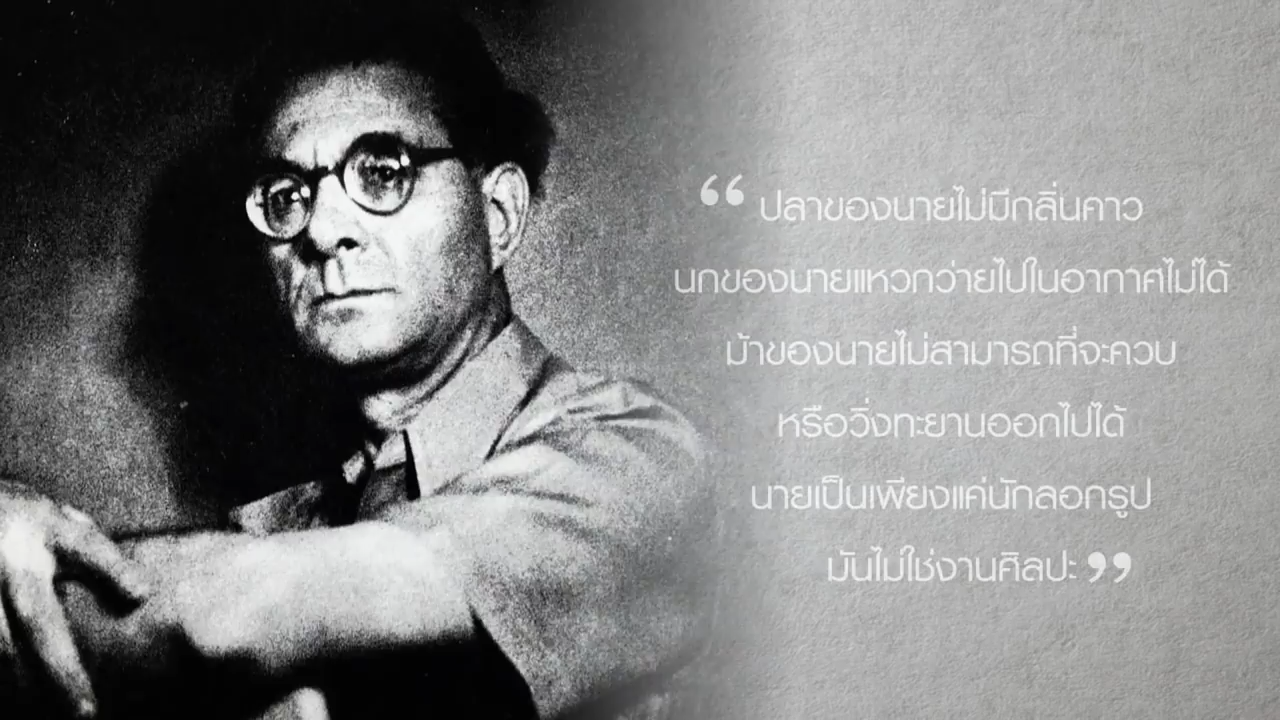 “ ปลาของนายไม่มีกลิ่นคาว
นกของนายแหวกว่ายไปในอากาศไม่ได้
ม้าของนายไม่สามารถที่จะควบ
หรือวิ่งทะยานออกไปได้
นายเป็นเพียงแค่นักลอกรูป
มันไม่ใช่งานศิลปะ ”